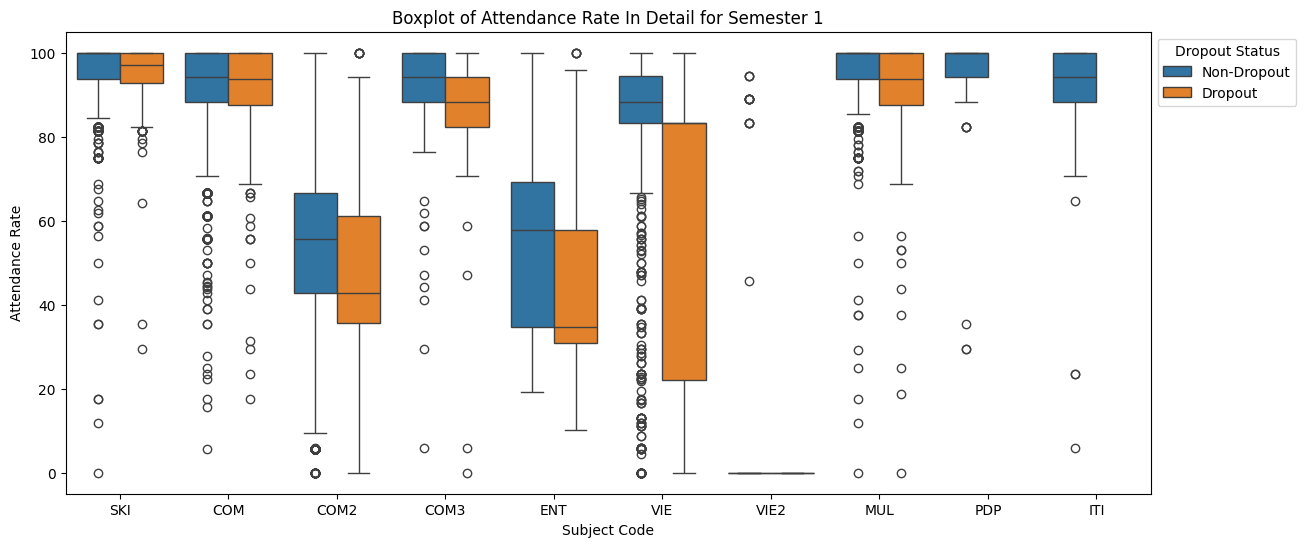 Boxplot of Attendance Rate In Detail for Semester 1
Dropout Status
Non-Dropout
Dropout
Attendance Rate
100
80
60
40
20
0
SKI
COM
COM2
COM3
ENT
VIE
VIE2
MUL
PDP
ITI
Subject Code